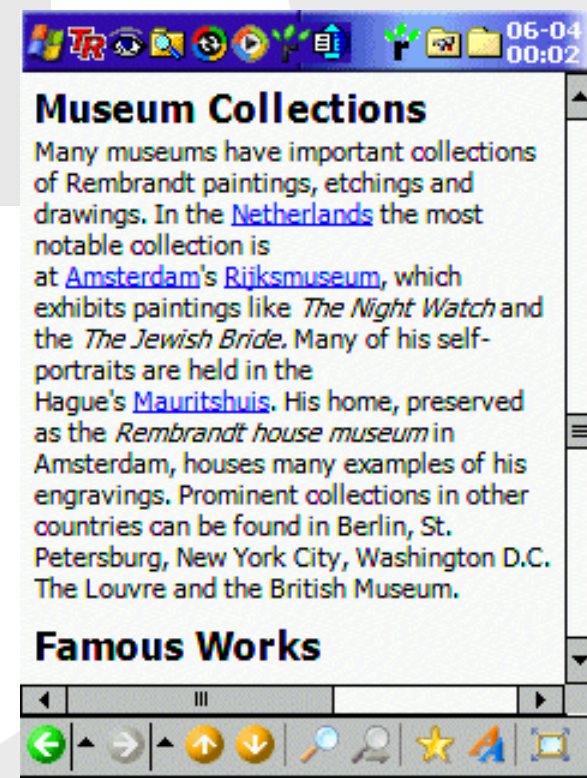 TR
06-04
00:02
Museum Collections
Many museums have important collections
of Rembrandt paintings, etchings and
drawings. In the Netherlands the most
notable collection is
at Amsterdam's Rijksmuseum, which
exhibits paintings like The Night Watch and
the The Jewish Bride. Many of his self-
portraits are held in the
Hague's Mauritshuis. His home, preserved
as the Rembrandt house museum in
Amsterdam, houses many examples of his
engravings. Prominent collections in other
countries can be found in Berlin, St.
Petersburg, New York City, Washington D.C.
The Louvre and the British Museum.
Famous Works